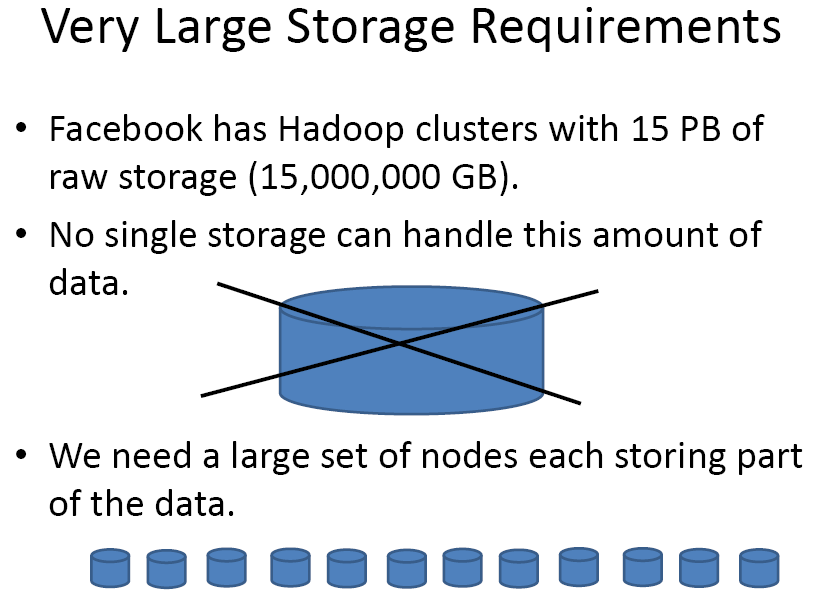 Very Large Storage Requirements
• Facebook has Hadoop clusters with 15 PB of
raw storage (15,000,000 GB).
• No single storage can handle this amount of
data.
• We need a large set of nodes each storing part
of the data.